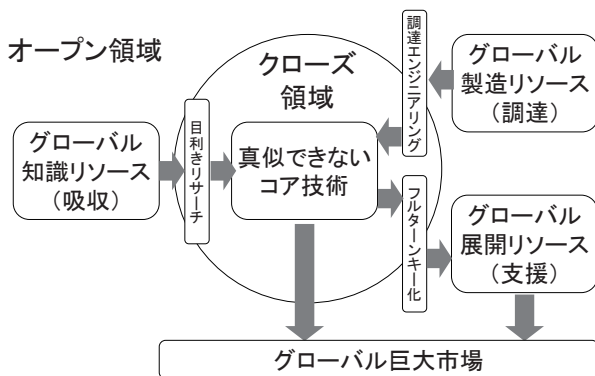 オープン領域
クローズ
領域
調達エンジニアリング
グローバル
製造リソース
(調達)
グローバル
知識リソース
(吸収)
目利きリサーチ
真似できない
コア技術
フルターンキー化
グローバル
展開リソース
(支援)
グローバル巨大市場